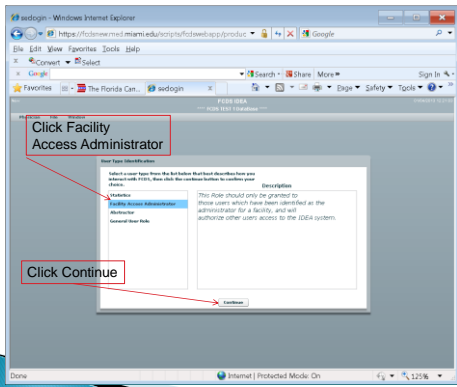 sedlogin - Windows Internet Explorer
https://fcdsnew.med.miami.edu/scripts/fcdswebapp/produc
Google
File Edit View Favorites Tools Help
x Convert Select
x Google Search Share More » Sign In
Favorites The Florida Can... sedlogin x Page Safety Tools
FCDS IDEA
File Window
Click Facility
Access Administrator
User Type Identification
Select a user type from the list below that best describes how you
interact with FCDS, then click the continue button to confirm your
choice.
Description
Statistics
Facility Access Administrator
Abstractor
General User Role
This Role should only be granted to
those users which have been identified as the
administrator for a facility, and will
authorize other users access to the IDEA system.
Click Continue
Continue
Done Internet | Protected Mode: On 125%